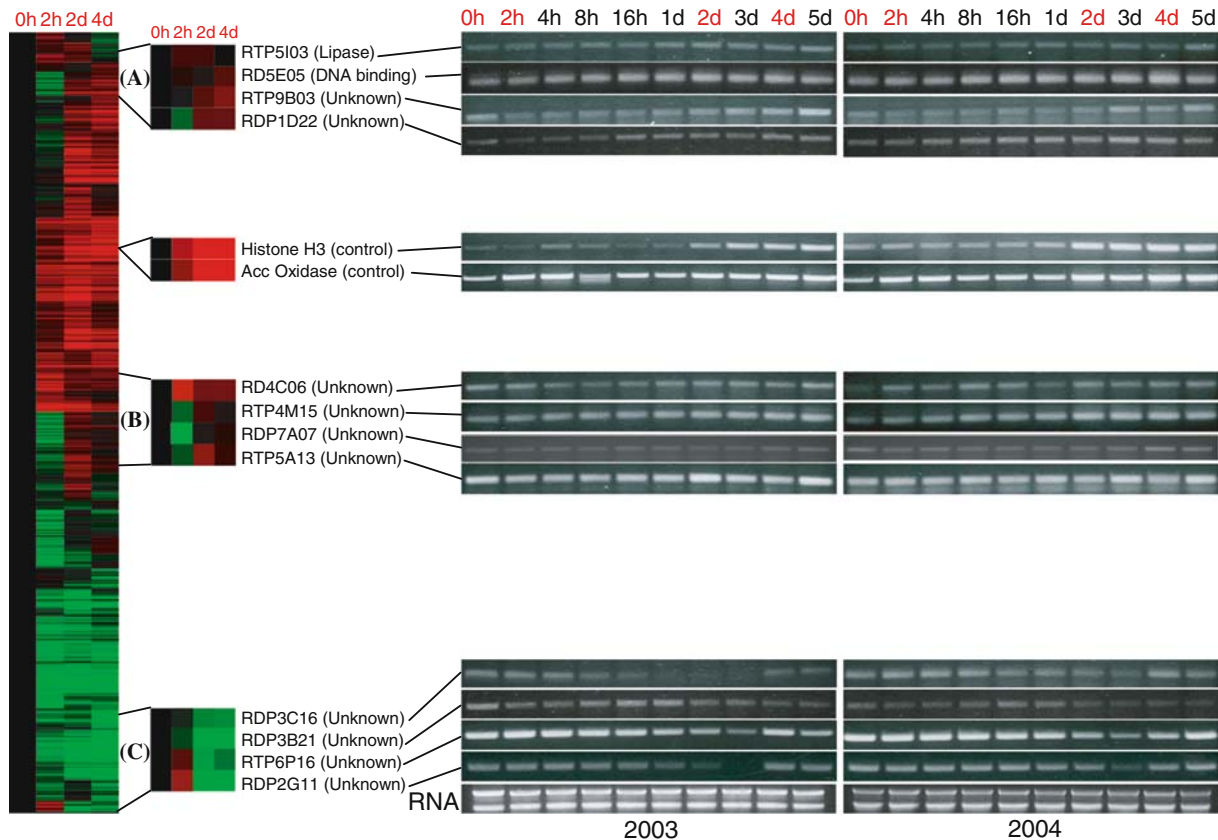 0h 2h 2d 4d
0h 2h 2d 4d
0h 2h 4h 8h 16h 1d 2d 3d 4d 5d
0h 2h 4h 8h 16h 1d 2d 3d 4d 5d
(A)
RTP5I03 (Lipase)
RD5E05 (DNA binding)
RTP9B03 (Unknown)
RDP1D22 (Unknown)
Histone H3 (control)
Acc Oxidase (control)
(B)
RD4C06 (Unknown)
RTP4M15 (Unknown)
RDP7A07 (Unknown)
RTP5A13 (Unknown)
(C)
RDP3C16 (Unknown)
RDP3B21 (Unknown)
RTP6P16 (Unknown)
RDP2G11 (Unknown)
RNA
2003
2004